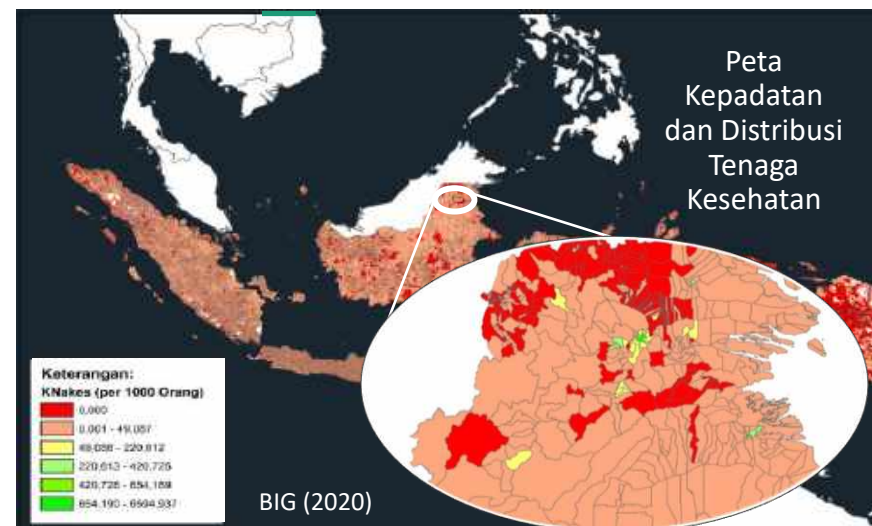 Peta
Kepadatan
dan Distribusi
Tenaga
Kesehatan
Keterangan:
KNakes (per 1000 Orang)
0,000
0,001 - 49,087
49,088 - 220,612
220,613 - 420,725
420,726 - 654,189
654,190 - 6594,937
BIG (2020)